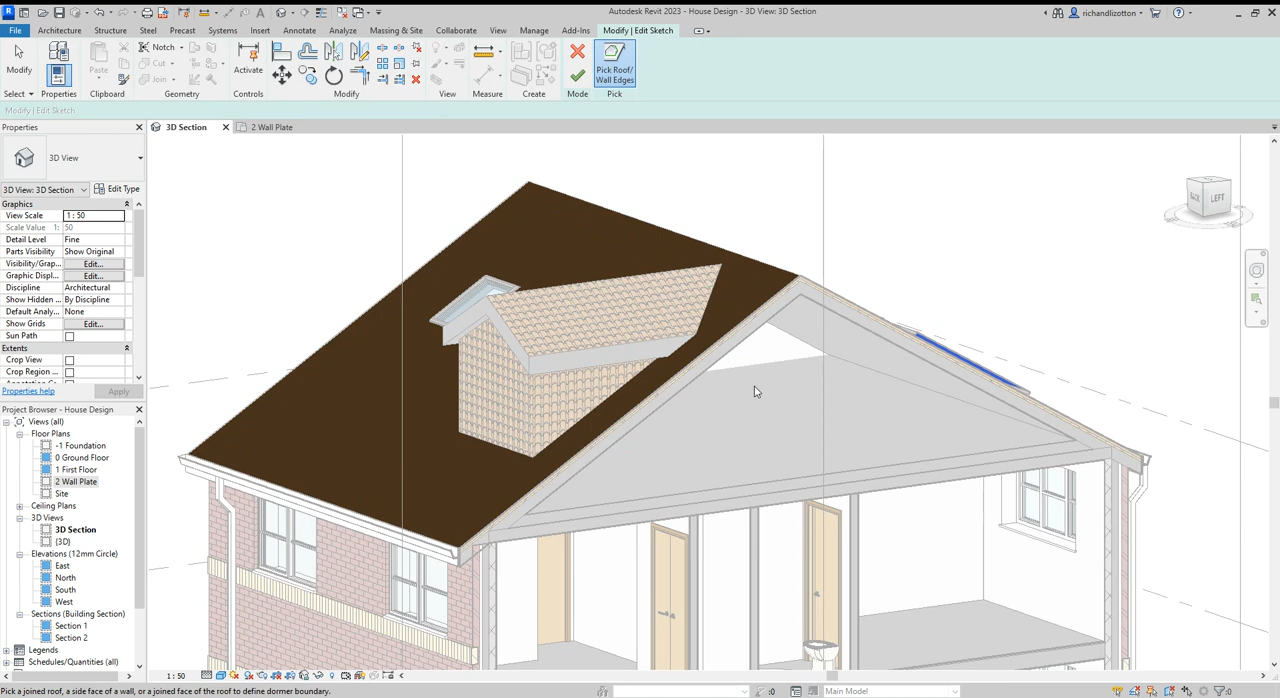 Autodesk Revit 2023 - House Design - 3D View: 3D Section
richandlizotton
File
Architecture
Structure
Steel
Precast
Systems
Insert
Annotate
Analyze
Massing & Site
Collaborate
View
Manage
Add-Ins
Modify | Edit Sketch
Modify
Paste
Notch
Cut
Join
Activate
Pick Roof/
Wall Edges
Select
Properties
Clipboard
Geometry
Controls
Modify
View
Measure
Create
Mode
Pick
Modify | Edit Sketch
Properties
3D Section
2 Wall Plate
3D View
3D View: 3D Section
Edit Type
Graphics
View Scale 1 : 50
Scale Value 1: 50
Detail Level Fine
Parts Visibility Show Original
Visibility/Grap... Edit...
Graphic Displ... Edit...
Discipline Architectural
Show Hidden ... By Discipline
Default Analy... None
Show Grids Edit...
Sun Path
Extents
Crop View
Crop Region ...
Properties help
Apply
Project Browser - House Design
Views (all)
Floor Plans
-1 Foundation
0 Ground Floor
1 First Floor
2 Wall Plate
Site
Ceiling Plans
3D Views
3D Section
{3D}
Elevations (12mm Circle)
East
North
South
West
Sections (Building Section)
Section 1
Section 2
Legends
Schedules/Quantities (all)
BACK
LEFT
1 : 50
Pick a joined roof, a side face of a wall, or a joined face of the roof to define dormer boundary.
:0
Main Model
:0